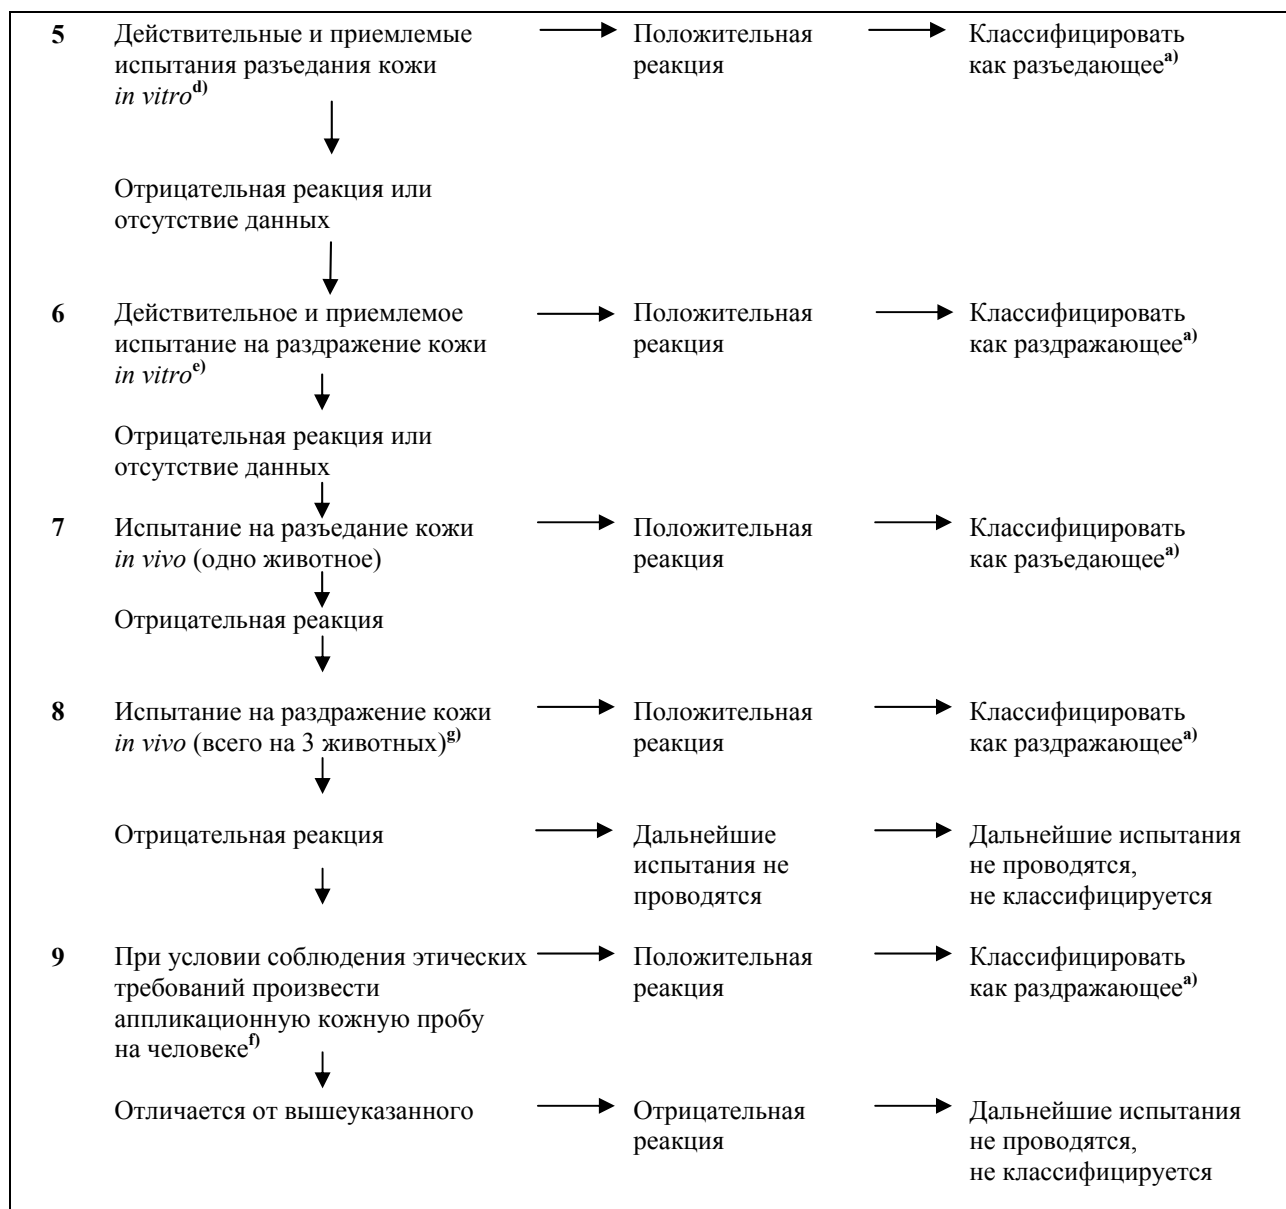 5 Действительные и приемлемые Положительная Классифицировать
испытания разъедания кожи реакция как разъедающее a)
in vitro d)
Отрицательная реакция или
отсутствие данных
6 Действительное и приемлемое Положительная Классифицировать
испытание на раздражение кожи реакция как раздражающее a)
in vitro e)
Отрицательная реакция или
отсутствие данных
7 Испытание на разъедание кожи Положительная Классифицировать
in vivo (одно животное) реакция как разъедающее a)
Отрицательная реакция
8 Испытание на раздражение кожи Положительная Классифицировать
in vivo (всего на 3 животных) g) реакция как раздражающее a)
Отрицательная реакция Дальнейшие Дальнейшие испытания
испытания не не проводятся,
проводятся не классифицируется
9 При условии соблюдения этических Положительная Классифицировать
требований произвести реакция как раздражающее a)
аппликационную кожную пробу
на человеке f)
Отличается от вышеуказанного Отрицательная Дальнейшие испытания
реакция не проводятся,
не классифицируется